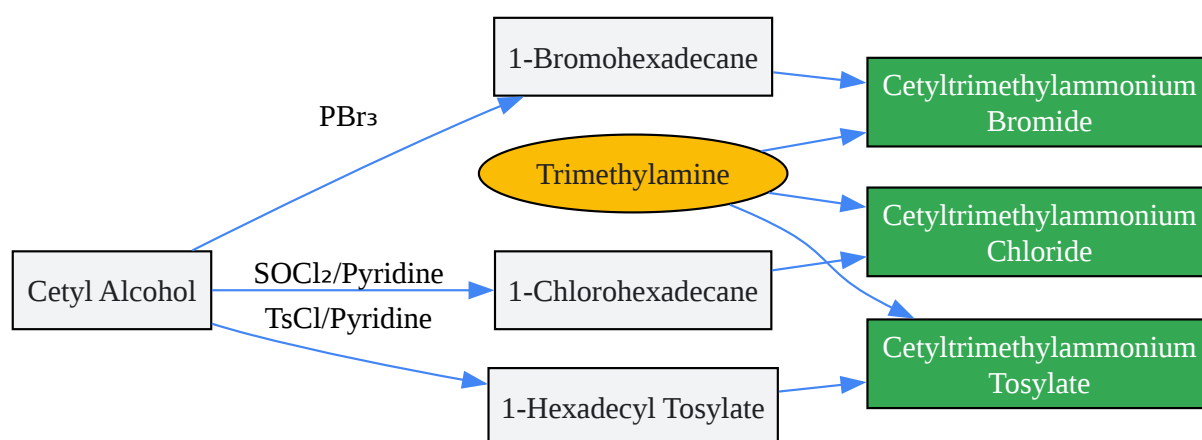 1-Bromohexadecane
Cetyltrimethylammonium
Bromide
PBr₃
Trimethylamine
Cetyltrimethylammonium
Chloride
Cetyl Alcohol
SOCl₂/Pyridine
1-Chlorohexadecane
TsCl/Pyridine
Cetyltrimethylammonium
Tosylate
1-Hexadecyl Tosylate